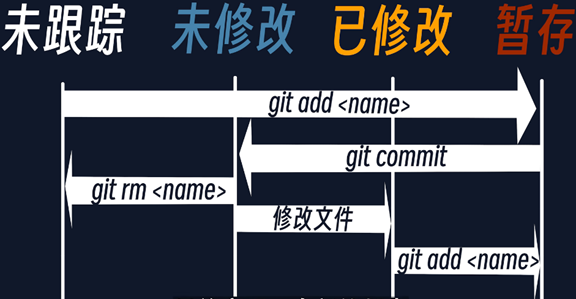 未跟踪 未修改 已修改 暂存
git add <name>
git commit
git rm <name>
修改文件
git add <name>